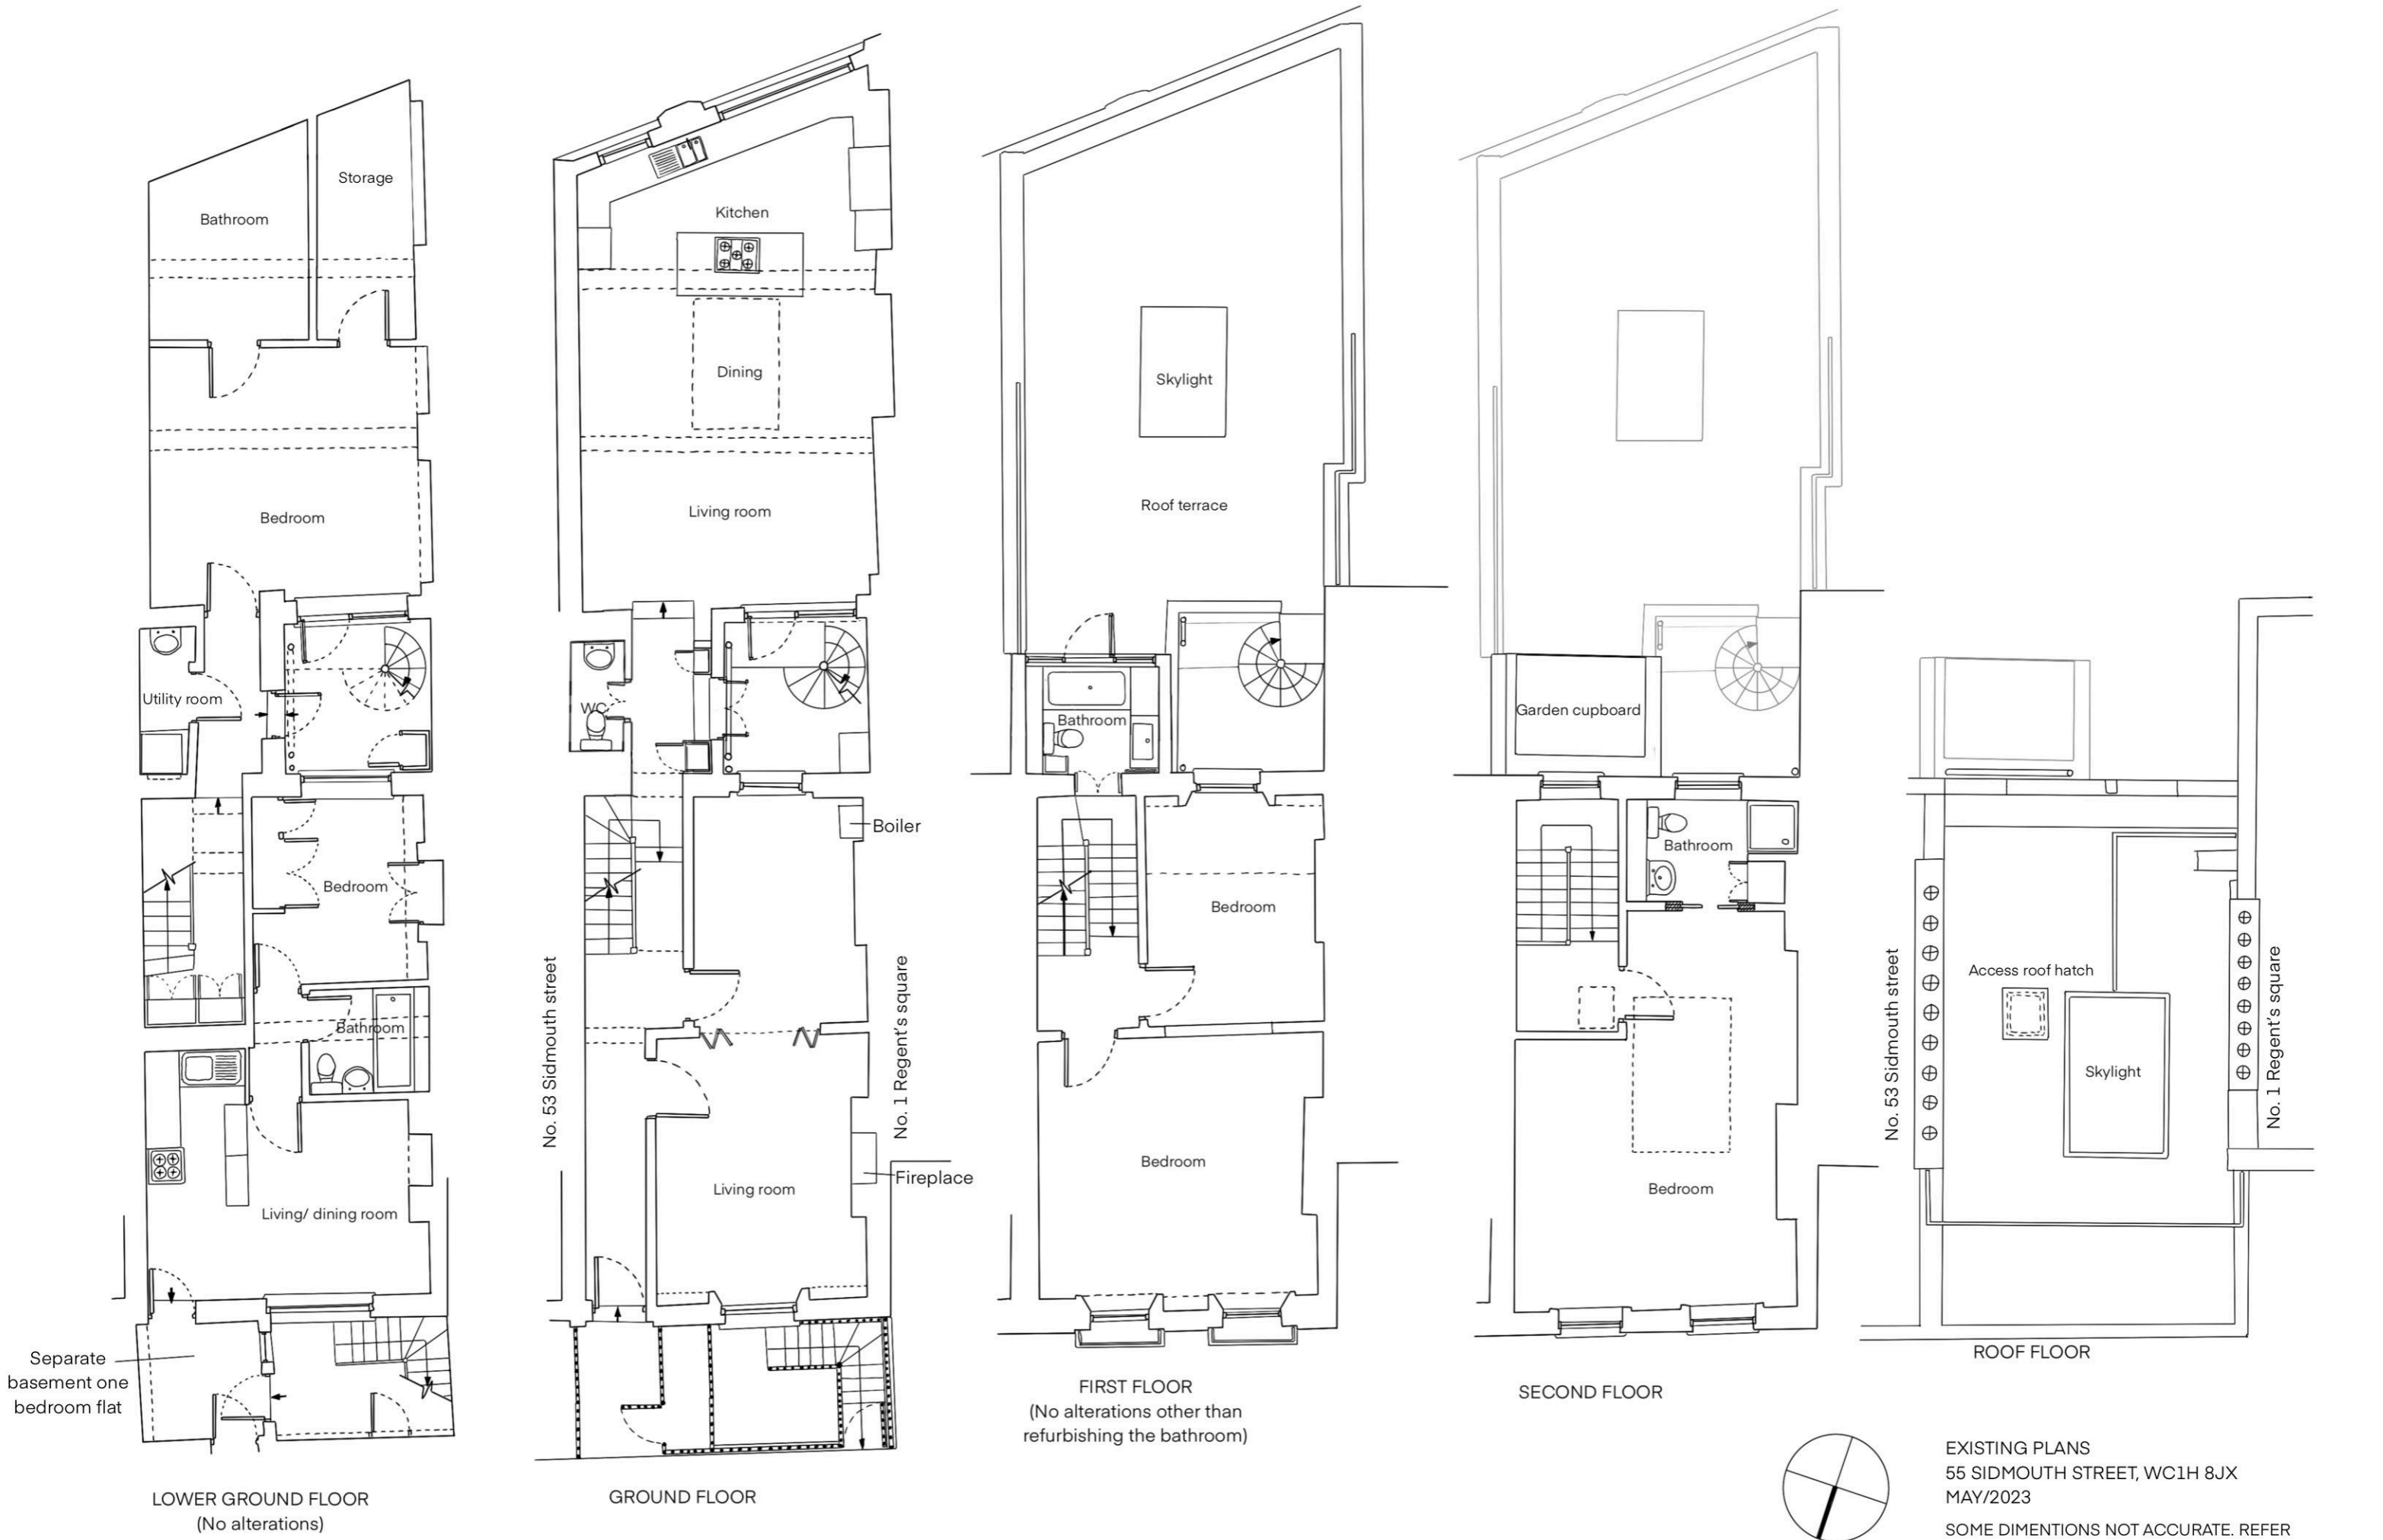 Bathroom
Storage
Bedroom
Utility room
Bedroom
Bathroom
Living/ dining room
Separate
basement one
bedroom flat
LOWER GROUND FLOOR
(No alterations)
Kitchen
Dining
Living room
WC
Boiler
No. 53 Sidmouth street
No. 1 Regent's square
Fireplace
Living room
GROUND FLOOR
Skylight
Roof terrace
Bathroom
Bedroom
Bedroom
FIRST FLOOR
(No alterations other than
refurbishing the bathroom)
Garden cupboard
Bathroom
Bedroom
SECOND FLOOR
No. 53 Sidmouth street
Access roof hatch
Skylight
No. 1 Regent's square
ROOF FLOOR
EXISTING PLANS
55 SIDMOUTH STREET, WC1H 8JX
MAY/2023
SOME DIMENTIONS NOT ACCURATE. REFER